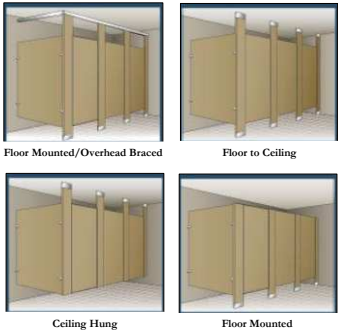 Floor Mounted/Overhead Braced
Floor to Ceiling
Ceiling Hung
Floor Mounted